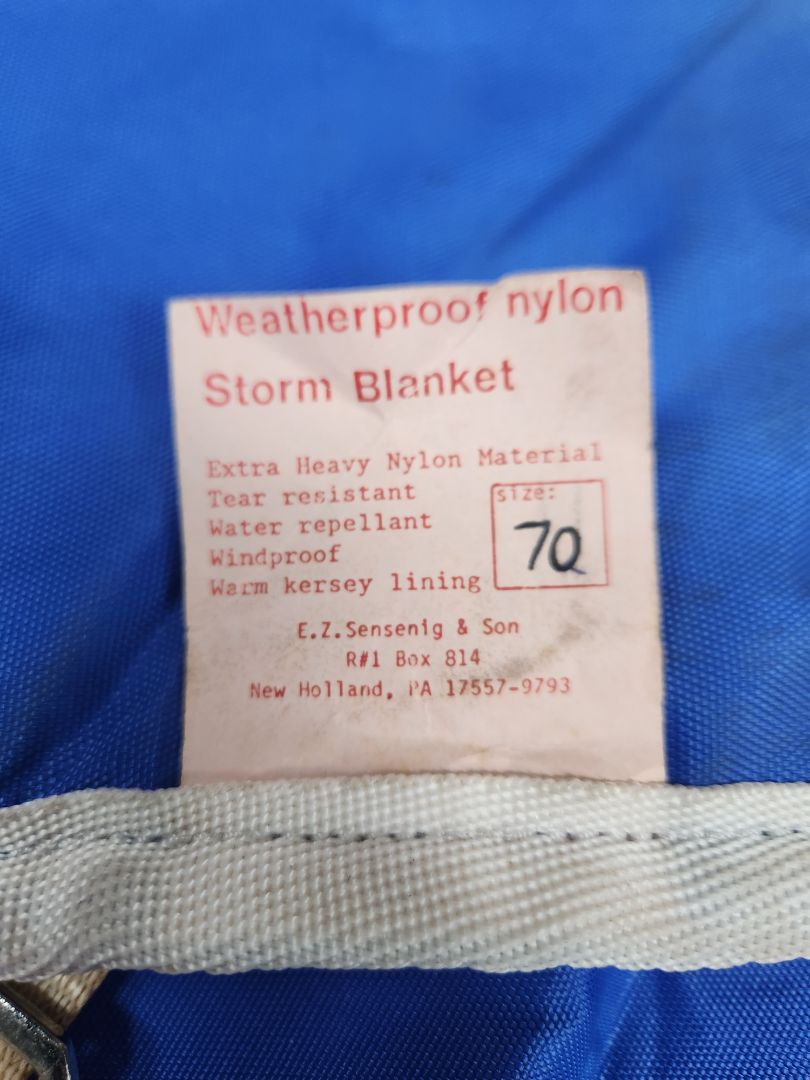 Weatherproof nylon
Storm Blanket
Extra Heavy Nylon Material
Tear resistant
Water repellant
Windproof
Warm kersey lining
size:
70
E.Z.Sensenig & Son
R#1 Box 814
New Holland, PA 17557-9793